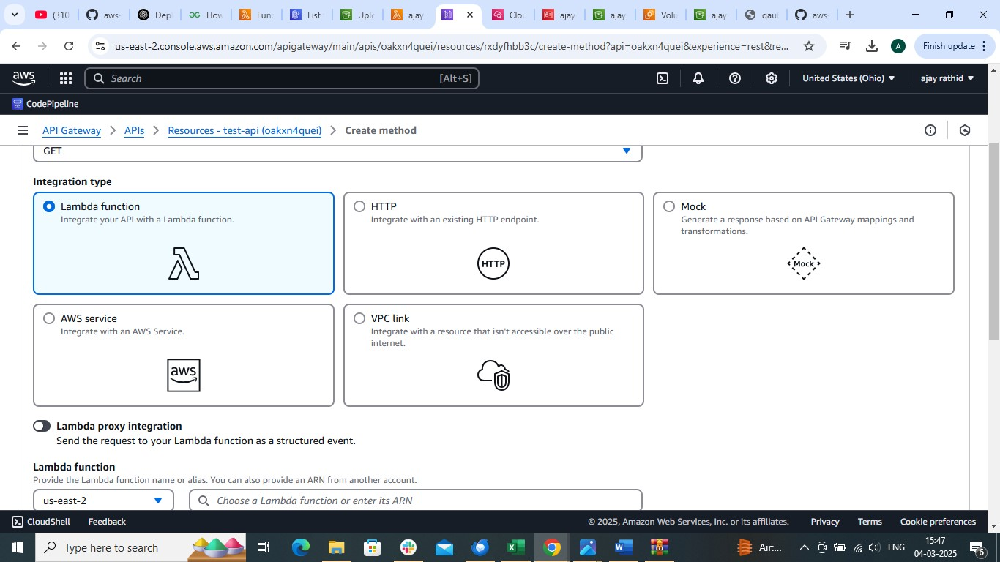 (310
aws-
Dep
How
Fun
List
Uplo
ajay
Clou
ajay
ajay
Volu
ajay
qau
aws-
us-east-2.console.aws.amazon.com/apigateway/main/apis/oakxn4quei/resources/rxdyfhbb3c/create-method?api=oakxn4quei&experience=rest&re...
A
Finish update
aws
Search
[Alt+S]
United States (Ohio)
ajay rathid
CodePipeline
API Gateway
APIs
Resources - test-api (oakxn4quei)
Create method
GET
Integration type
Lambda function
Integrate your API with a Lambda function.
HTTP
Integrate with an existing HTTP endpoint.
HTTP
Mock
Generate a response based on API Gateway mappings and
transformations.
Mock
AWS service
Integrate with an AWS Service.
aws
VPC link
Integrate with a resource that isn't accessible over the public
internet.
Lambda proxy integration
Send the request to your Lambda function as a structured event.
Lambda function
Provide the Lambda function name or alias. You can also provide an ARN from another account.
us-east-2
Choose a Lambda function or enter its ARN
CloudShell
Feedback
© 2025, Amazon Web Services, Inc. or its affiliates.
Privacy
Terms
Cookie preferences
Type here to search
Air:...
ENG
15:47
04-03-2025
6